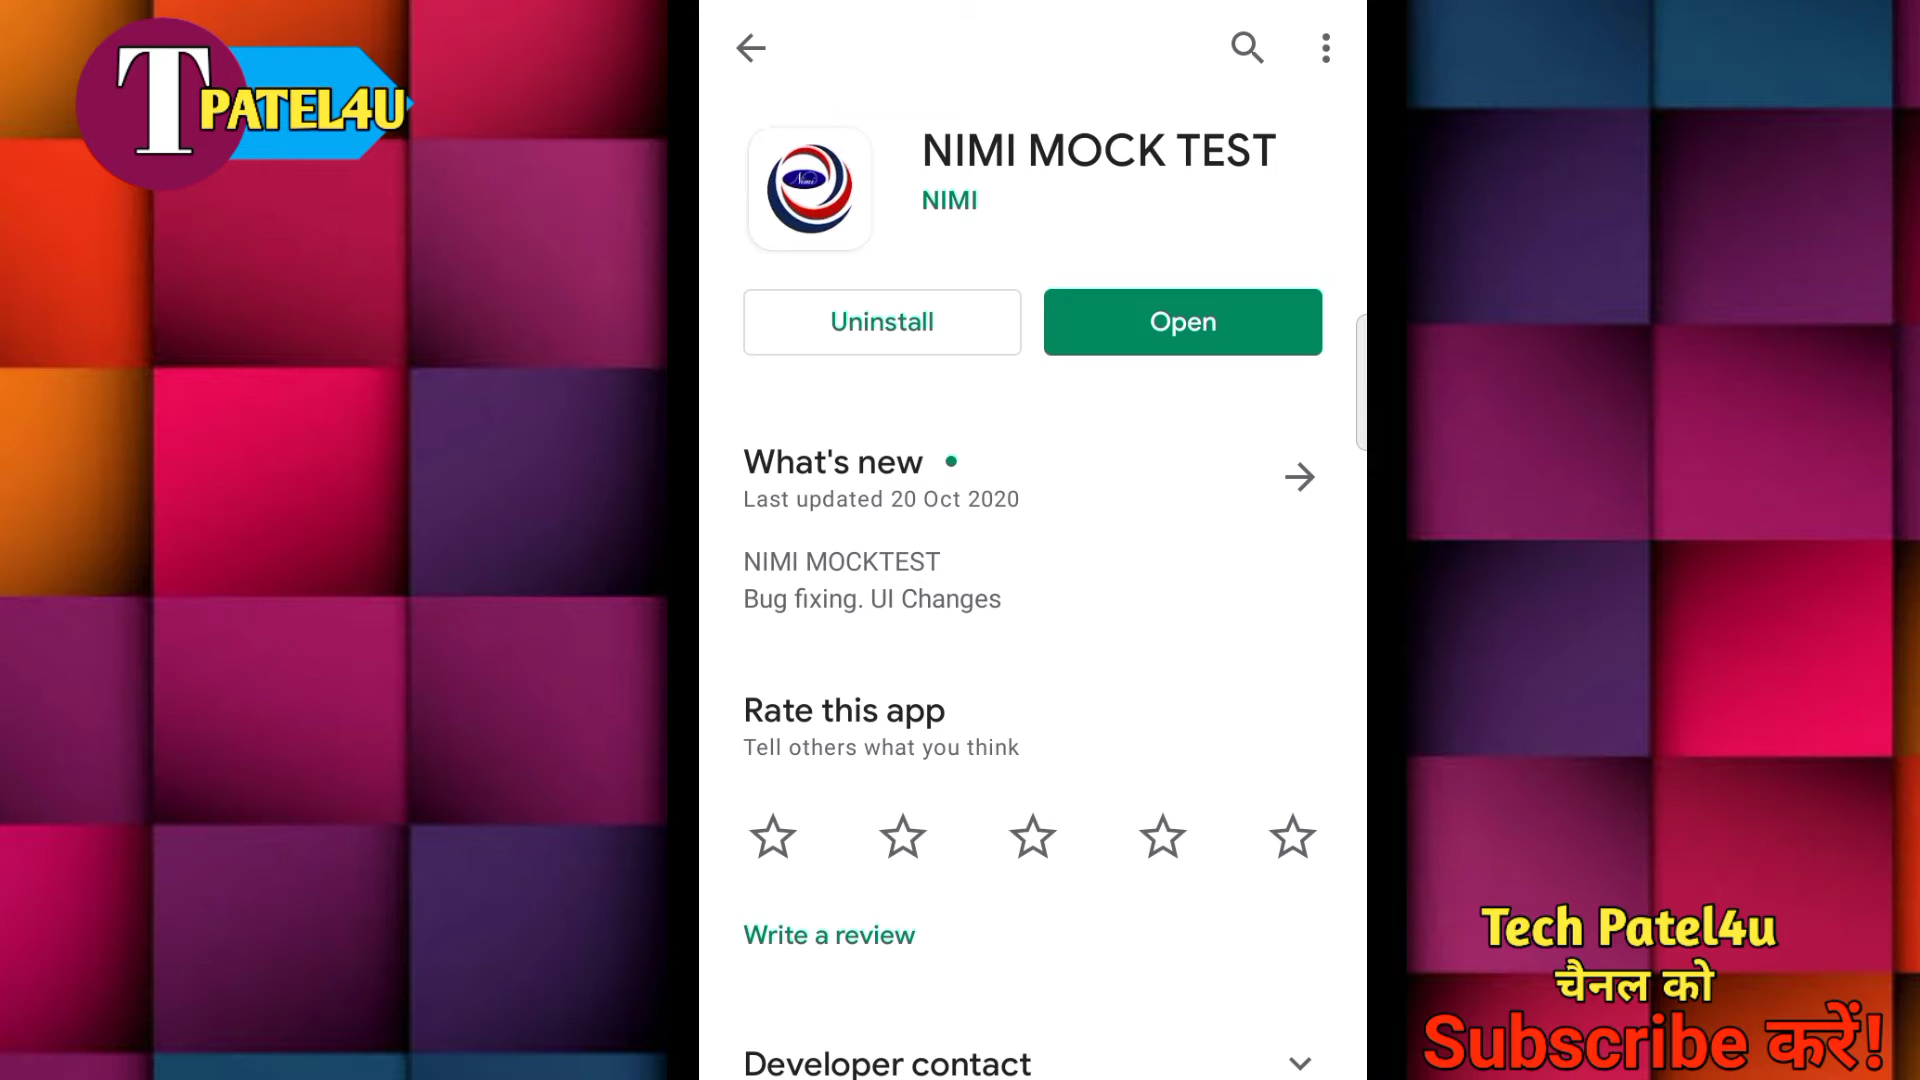 T
PATEL4U
NIMI MOCK TEST
NIMI
Nimi
Uninstall
Open
What's new
Last updated 20 Oct 2020
NIMI MOCKTEST
Bug fixing. UI Changes
Rate this app
Tell others what you think
Write a review
Developer contact
Tech Patel4u
चैनल को
Subscribe करें!